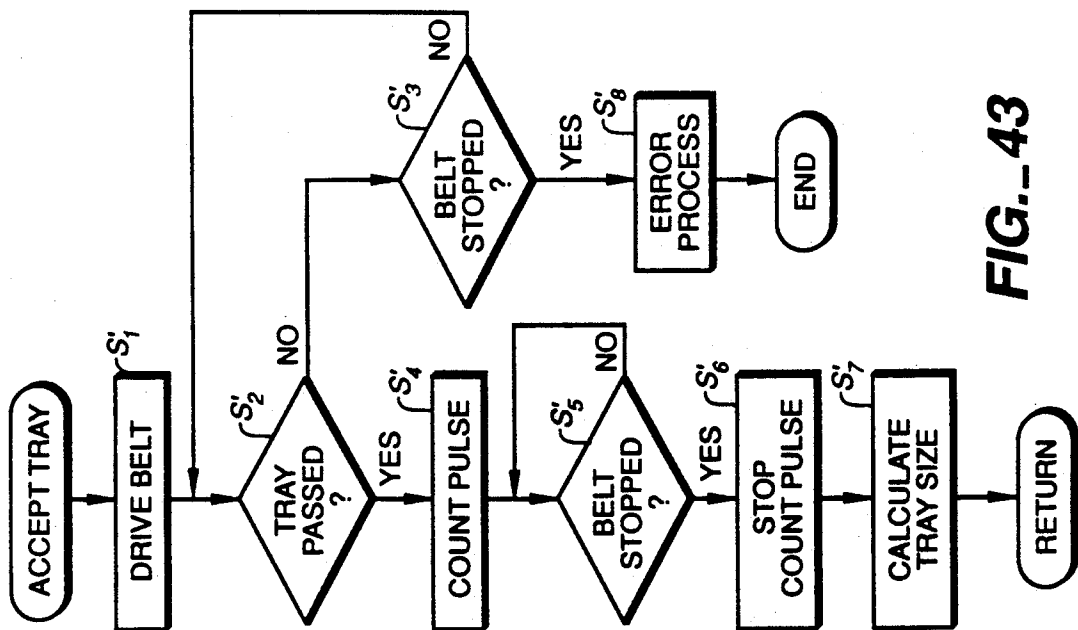 ACCEPT TRAY
DRIVE BELT
S'1
TRAY
PASSED
?
S'2
NO
YES
BELT
STOPPED
?
S'3
NO
YES
COUNT PULSE
S'4
BELT
STOPPED
?
S'5
NO
YES
STOP
COUNT PULSE
S'6
CALCULATE
TRAY SIZE
S'7
RETURN
ERROR
PROCESS
S'8
END
FIG._43